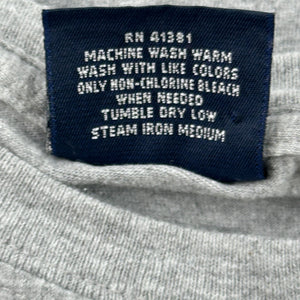 RN 41381
MACHINE WASH WARM
WASH WITH LIKE COLORS
ONLY NON-CHLORINE BLEACH
WHEN NEEDED
TUMBLE DRY LOW
STEAM IRON MEDIUM